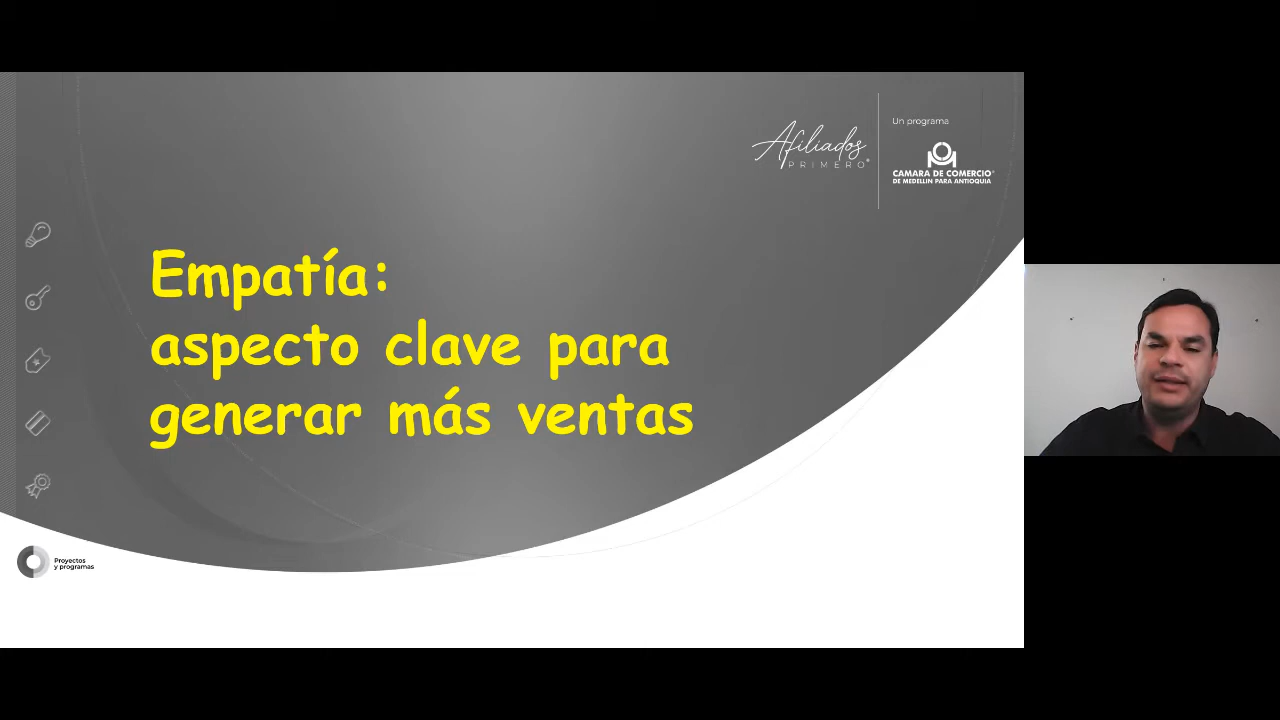 Afiliados
PRIMERO
Un programa
CAMARA DE COMERCIO
DE MEDELLIN PARA ANTIOQUIA
Empatía:
aspecto clave para
generar más ventas
Proyectos
y programas